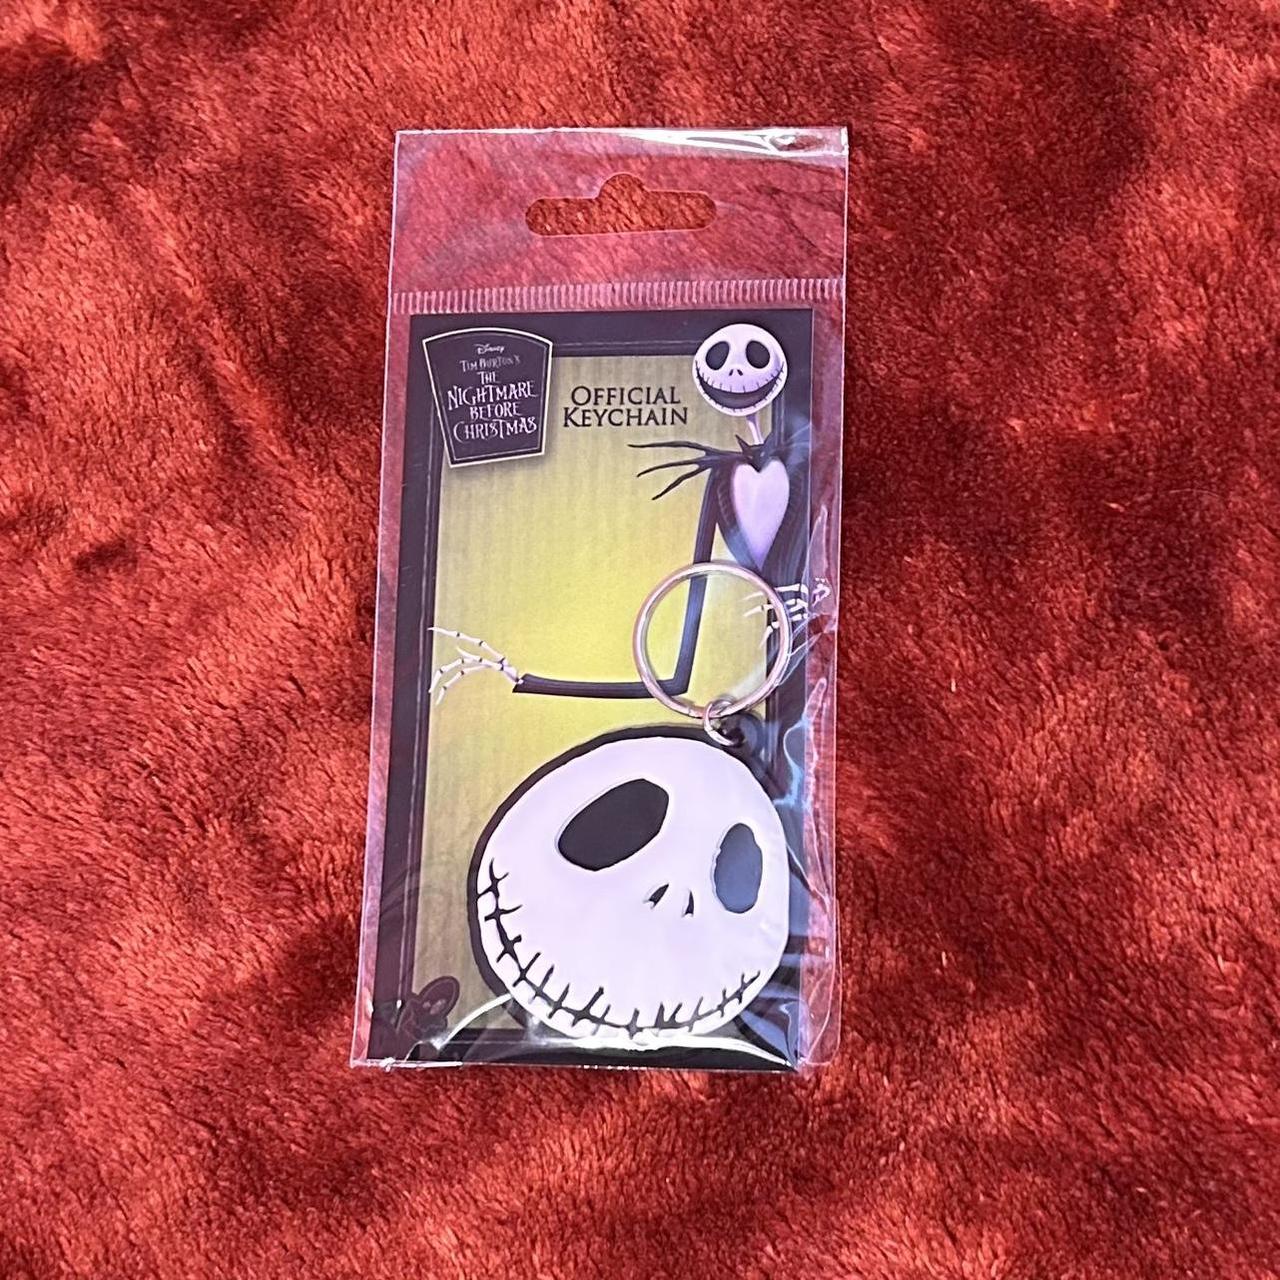 Disney
TIM BURTON'S
THE
NIGHTMARE
BEFORE
CHRISTMAS
OFFICIAL
KEYCHAIN